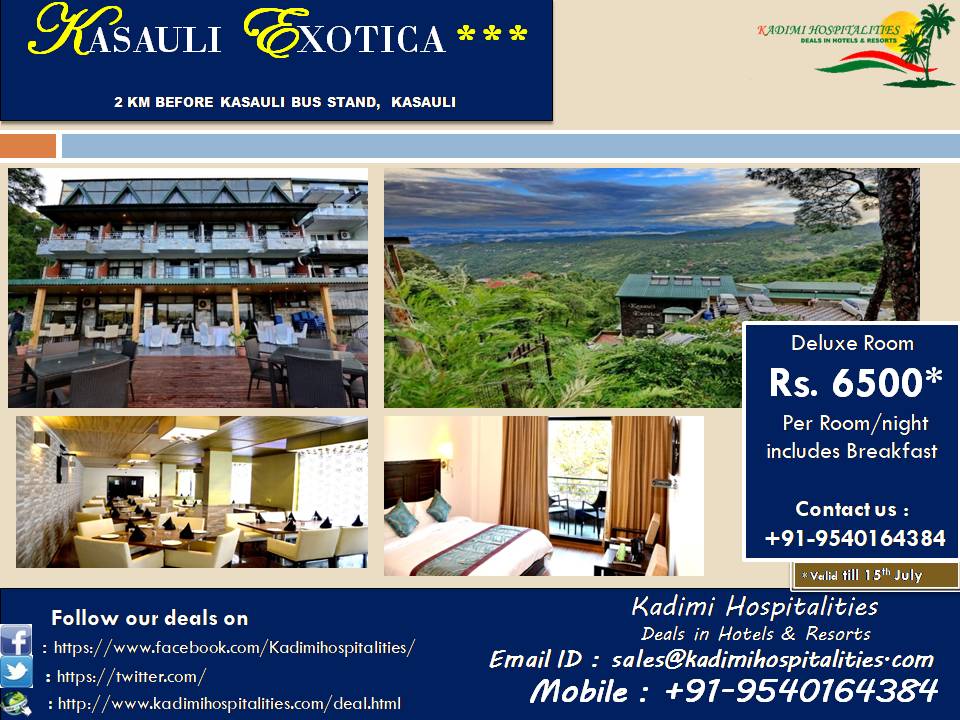 KASAULI EXOTICA ***
2 KM BEFORE KASAULI BUS STAND, KASAULI
KADIMI HOSPITALITIES
DEALS IN HOTELS & RESORTS
Kasauli
Exotica
Deluxe Room
Rs. 6500*
Per Room/night
includes Breakfast
Contact us :
+91-9540164384
* Valid till 15th July
Follow our deals on
: https://www.facebook.com/Kadimihospitalities/
: https://twitter.com/
: http://www.kadimihospitalities.com/deal.html
Kadimi Hospitalities
Deals in Hotels & Resorts
Email ID : sales@kadimihospitalities.com
Mobile : +91-9540164384